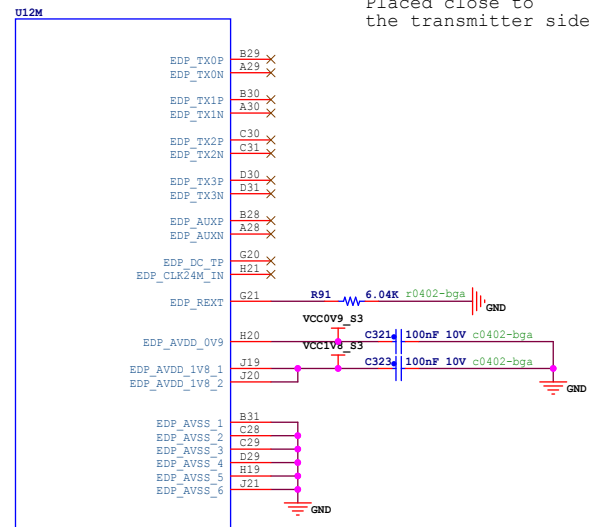 Placed close to
the transmitter side
U12M
EDP_TX0P B29
EDP_TX0N A29
EDP_TX1P B30
EDP_TX1N A30
EDP_TX2P C30
EDP_TX2N C31
EDP_TX3P D30
EDP_TX3N D31
EDP_AUXP B28
EDP_AUXN A28
EDP_DC_TP G20
EDP_CLK24M_IN H21
EDP_REXT G21 R91 6.04K r0402-bga
GND
VCC0V9_S3
EDP_AVDD_0V9 H20 C321 100nF 10V c0402-bga
VCC1V8_S3
EDP_AVDD_1V8_1 J19 C323 100nF 10V c0402-bga
EDP_AVDD_1V8_2 J20
GND
EDP_AVSS_1 B31
EDP_AVSS_2 C28
EDP_AVSS_3 C29
EDP_AVSS_4 D29
EDP_AVSS_5 H19
EDP_AVSS_6 J21
GND